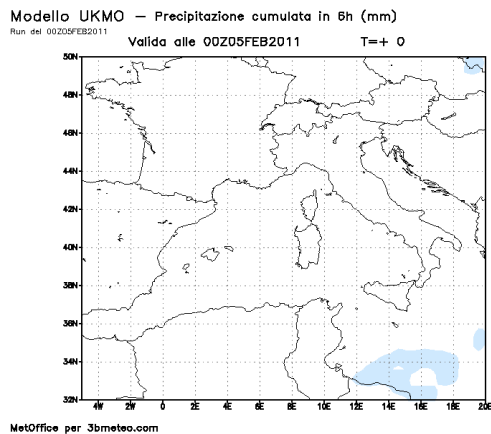 Modello UKMO — Precipitazione cumulata in 6h (mm)
Run del 00Z05FEB2011
Valida alle 00Z05FEB2011 T=+ 0
50N
48N
46N
44N
42N
40N
38N
36N
34N
32N
4W 2W 0 2E 4E 6E 8E 10E 12E 14E 16E 18E 20E
MetOffice per 3bmeteo.com